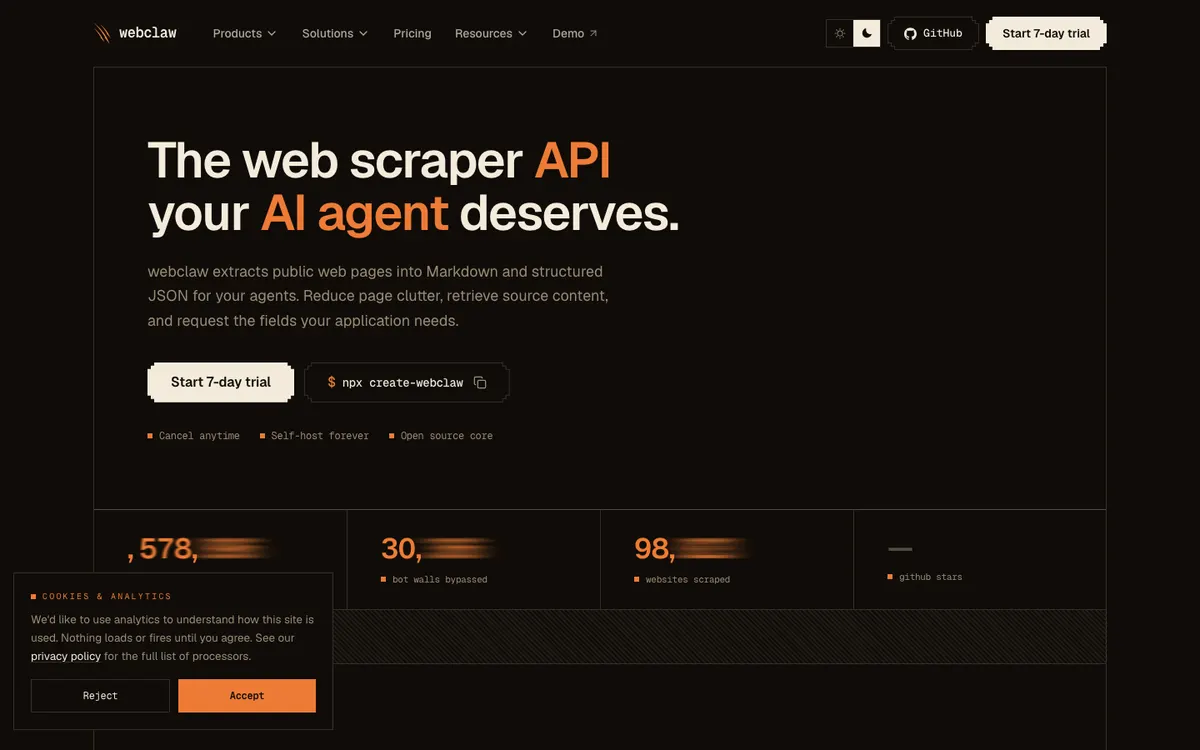 webclaw
Products
Solutions
Pricing
Resources
Demo
GitHub
Start 7-day trial
The web scraper API
your AI agent deserves.
webclaw extracts public web pages into Markdown and structured
JSON for your agents. Reduce page clutter, retrieve source content,
and request the fields your application needs.
Start 7-day trial
$ npx create-webclaw
Cancel anytime
Self-host forever
Open source core
, 578,
30,
98,
—
bot walls bypassed
websites scraped
github stars
COOKIES & ANALYTICS
We'd like to use analytics to understand how this site is
used. Nothing loads or fires until you agree. See our
privacy policy for the full list of processors.
Reject
Accept